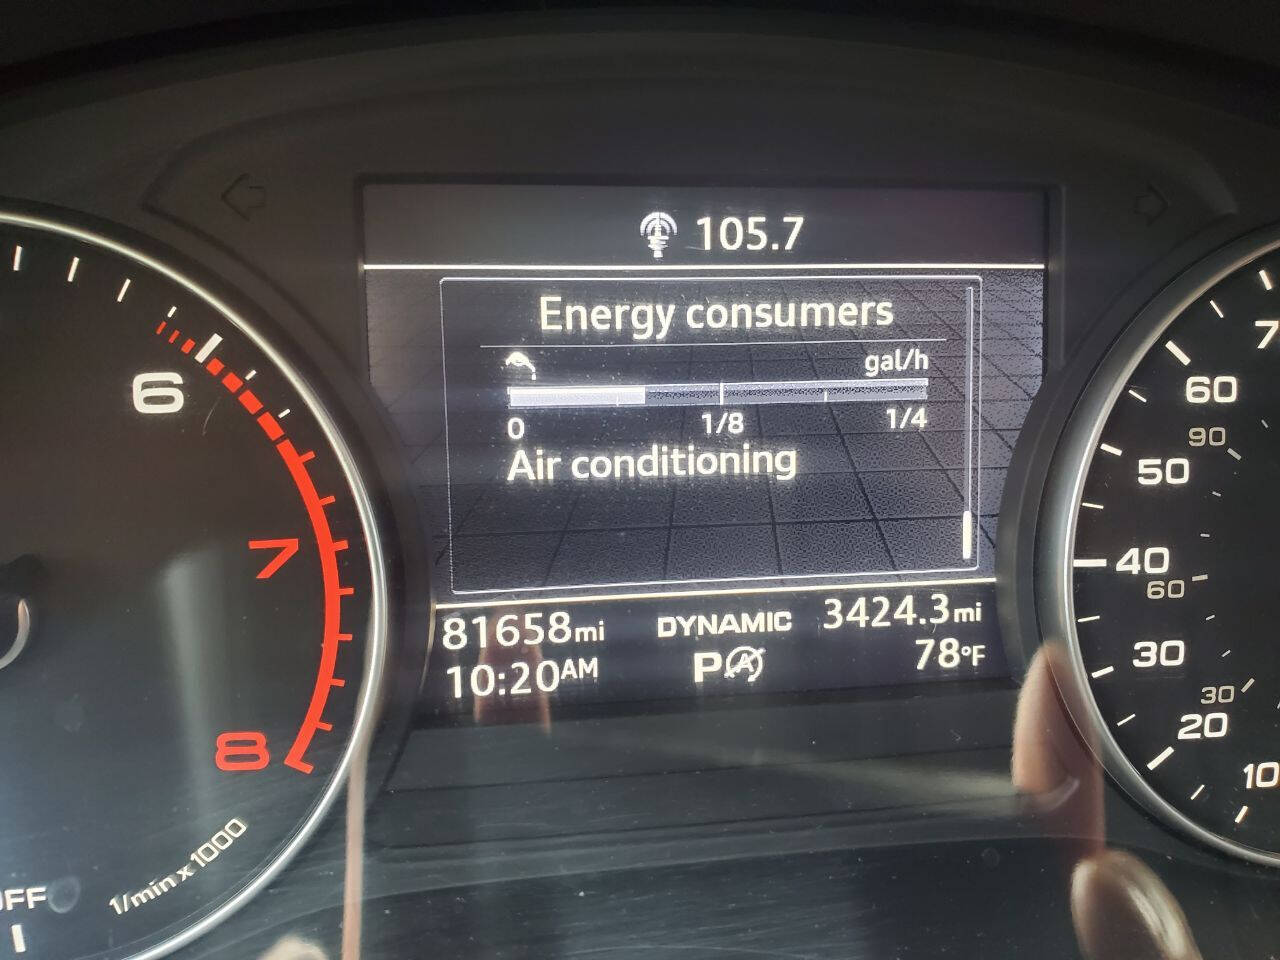 105.7
Energy consumers
gal/h
0 1/8 1/4
Air conditioning
81658mi DYNAMIC 3424.3mi
10:20AM P A 78°F
6
7
8
1/min x 1000
7
60
90
50
40
60
30
30
20
10